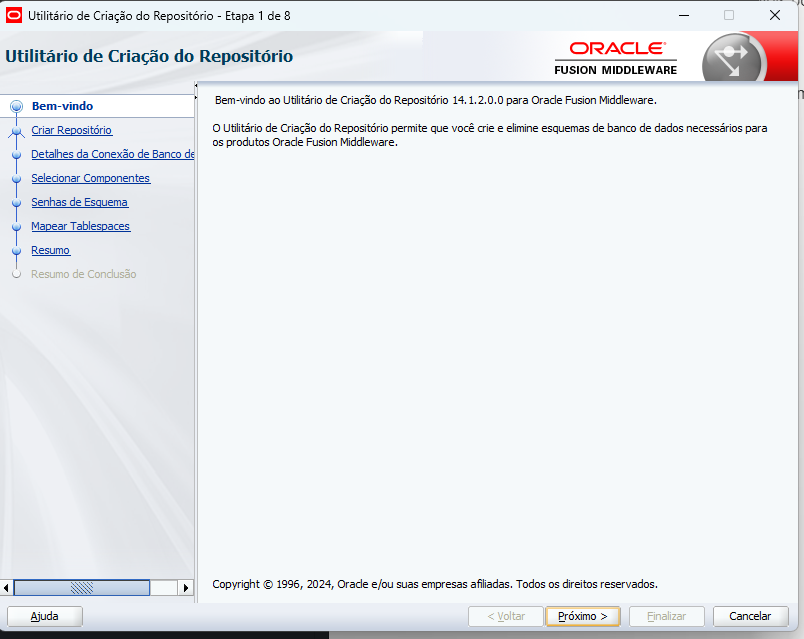 Utilitário de Criação do Repositório - Etapa 1 de 8
Utilitário de Criação do Repositório
ORACLE
FUSION MIDDLEWARE
Bem-vindo
Criar Repositório
Detalhes da Conexão de Banco de
Selecionar Componentes
Senhas de Esquema
Mapear Tablespaces
Resumo
Resumo de Conclusão
Bem-vindo ao Utilitário de Criação do Repositório 14.1.2.0.0 para Oracle Fusion Middleware.
O Utilitário de Criação do Repositório permite que você crie e elimine esquemas de banco de dados necessários para
os produtos Oracle Fusion Middleware.
Copyright © 1996, 2024, Oracle e/ou suas empresas afiliadas. Todos os direitos reservados.
Ajuda
< Voltar
Próximo >
Finalizar
Cancelar